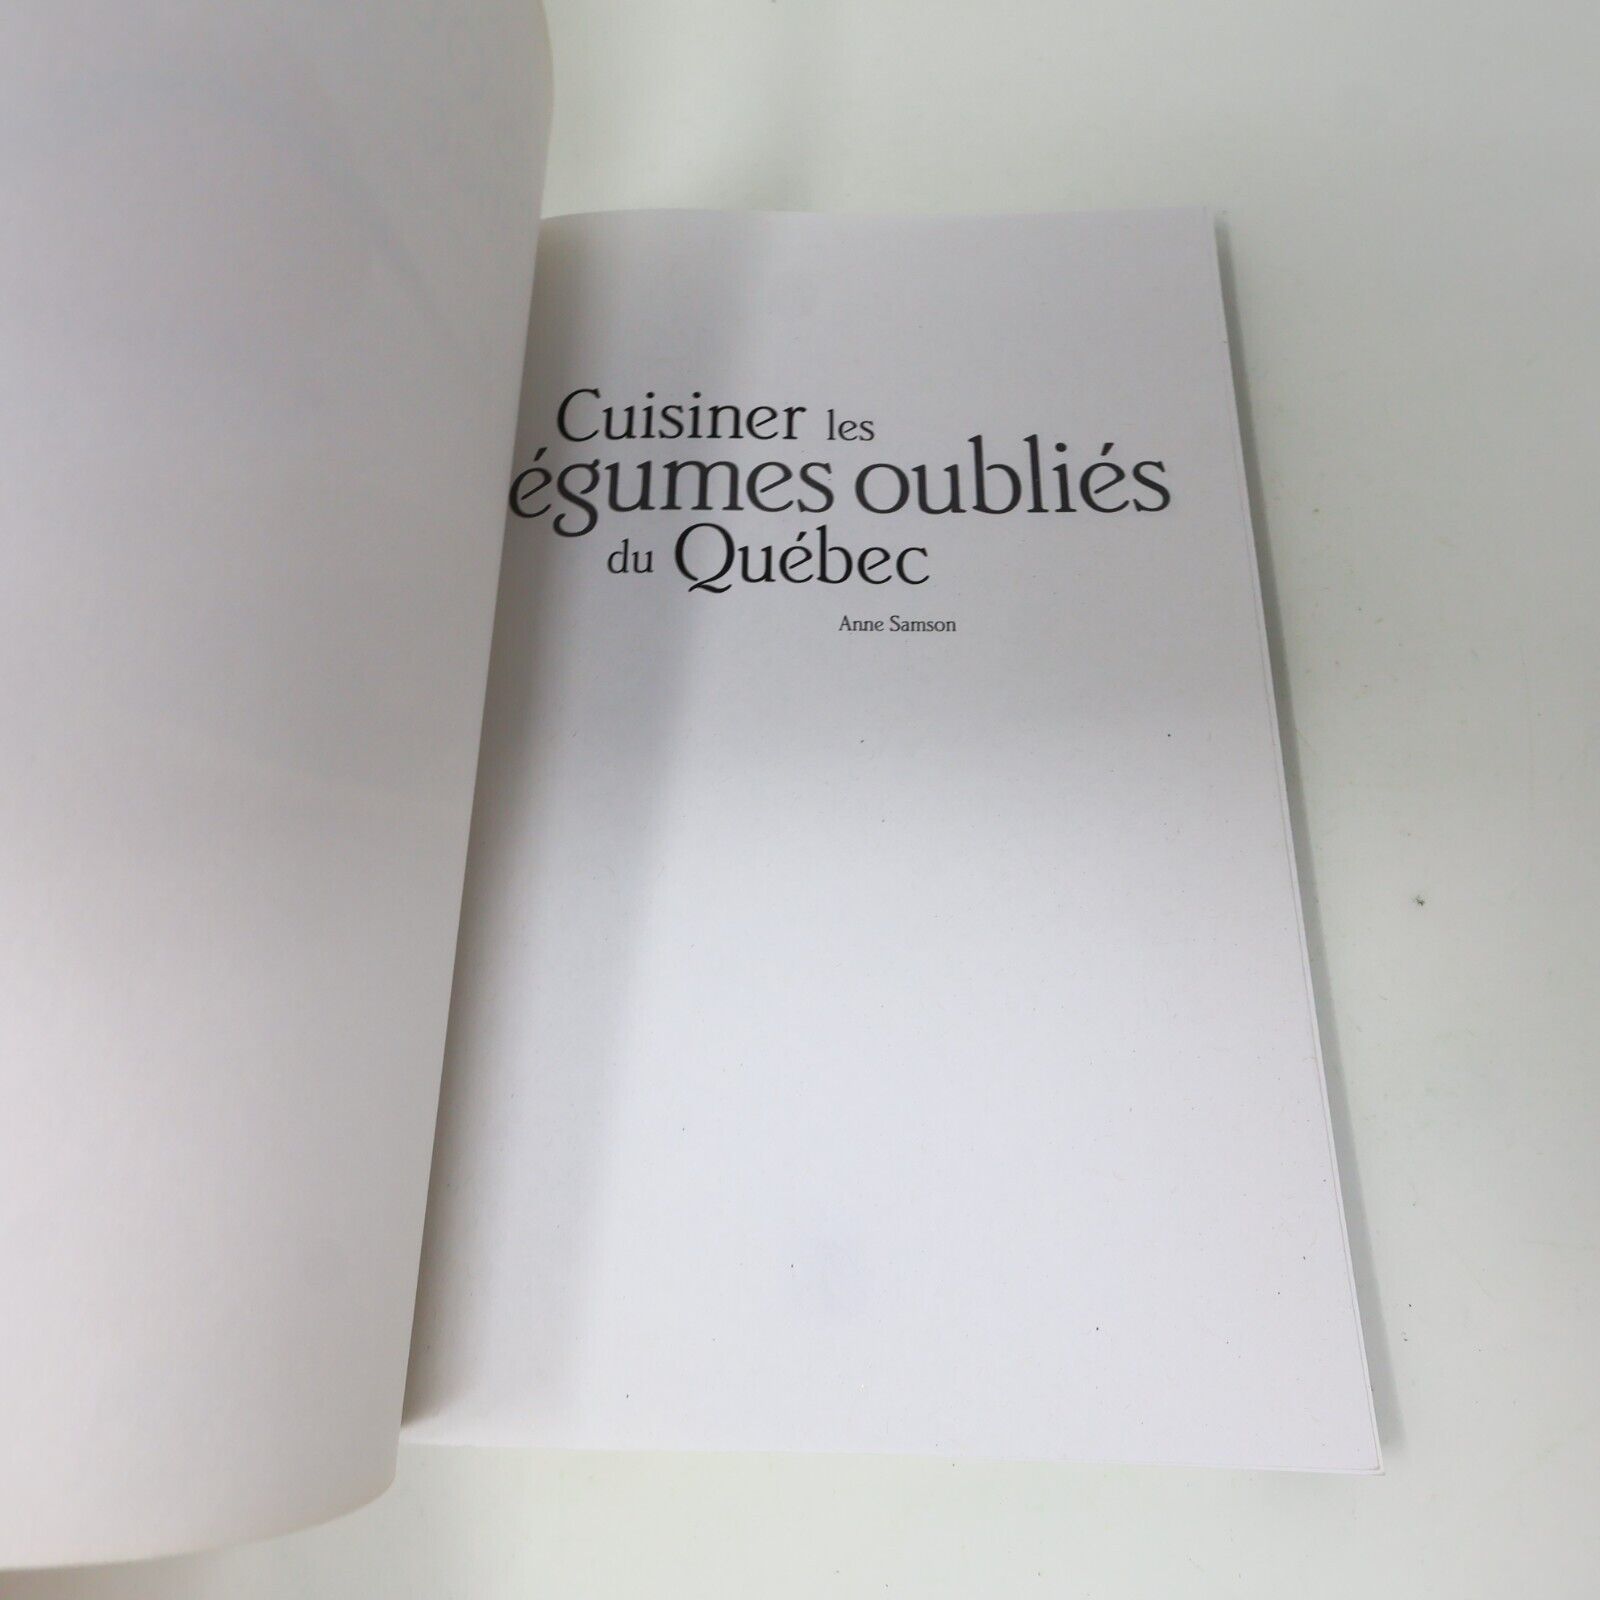 Cuisiner les
égumes oubliés
du Québec
Anne Samson